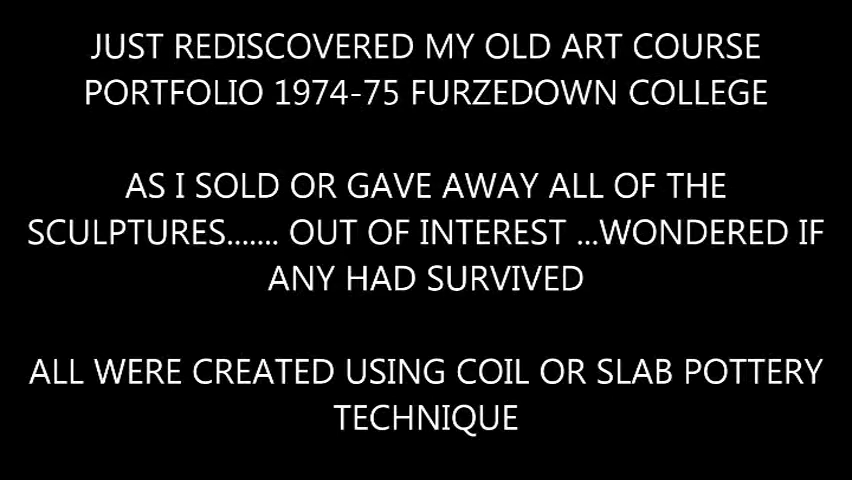 JUST REDISCOVERED MY OLD ART COURSE
PORTFOLIO 1974-75 FURZEDOWN COLLEGE
AS I SOLD OR GAVE AWAY ALL OF THE
SCULPTURES....... OUT OF INTEREST ...WONDERED IF
ANY HAD SURVIVED
ALL WERE CREATED USING COIL OR SLAB POTTERY
TECHNIQUE